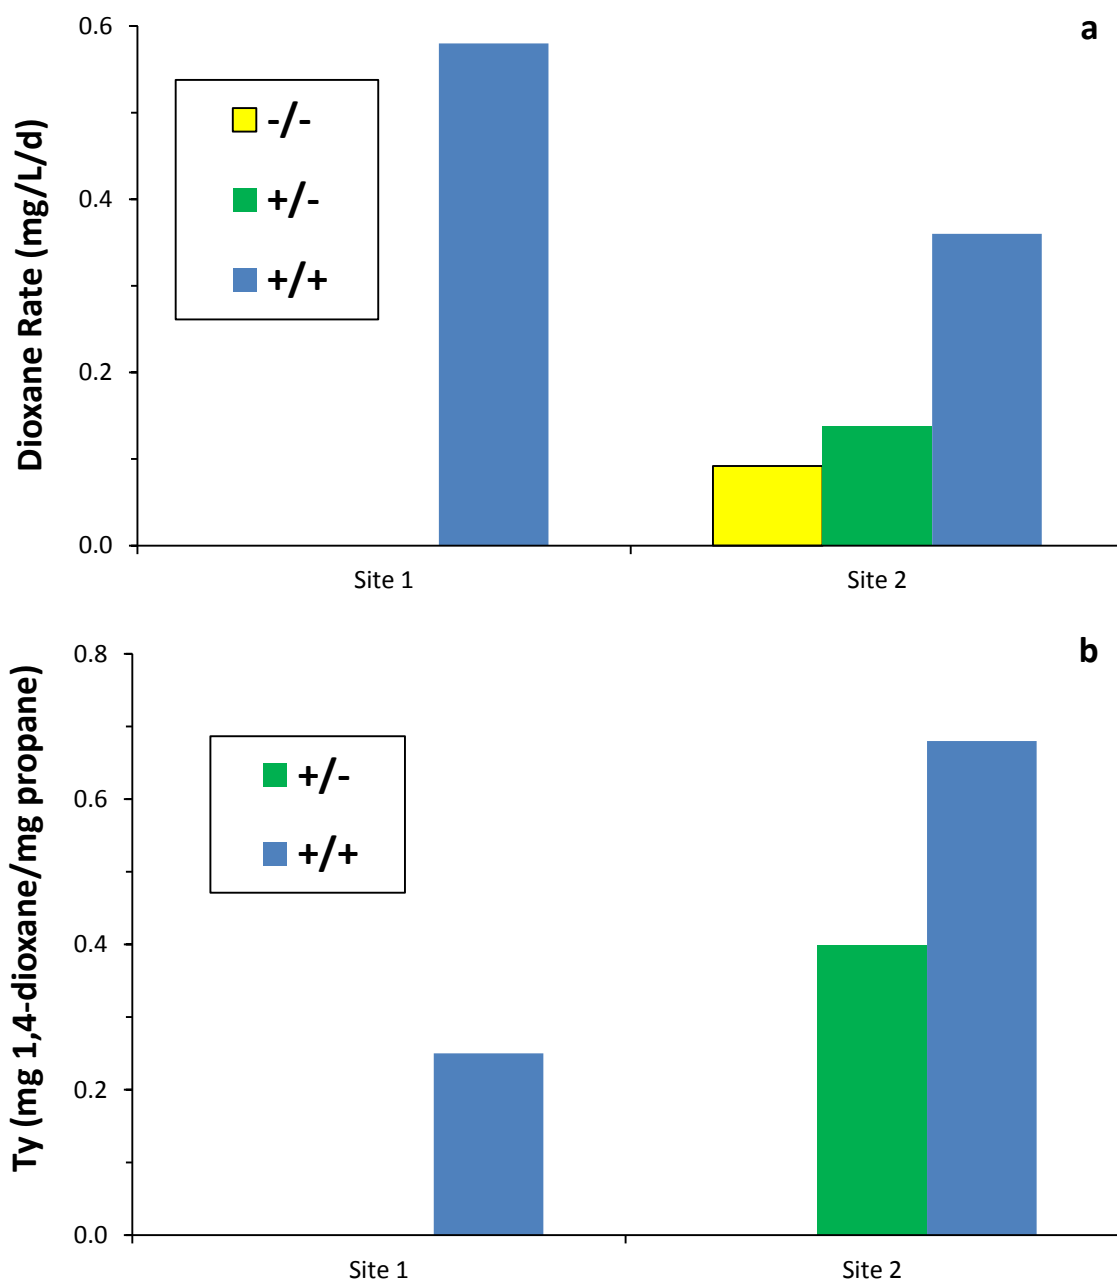 a
Dioxane Rate (mg/L/d)
0.6
0.4
0.2
0.0
-/-
+/-
+/+
Site 1
Site 2
b
Ty (mg 1,4-dioxane/mg propane)
0.8
0.6
0.4
0.2
0.0
+/-
+/+
Site 1
Site 2